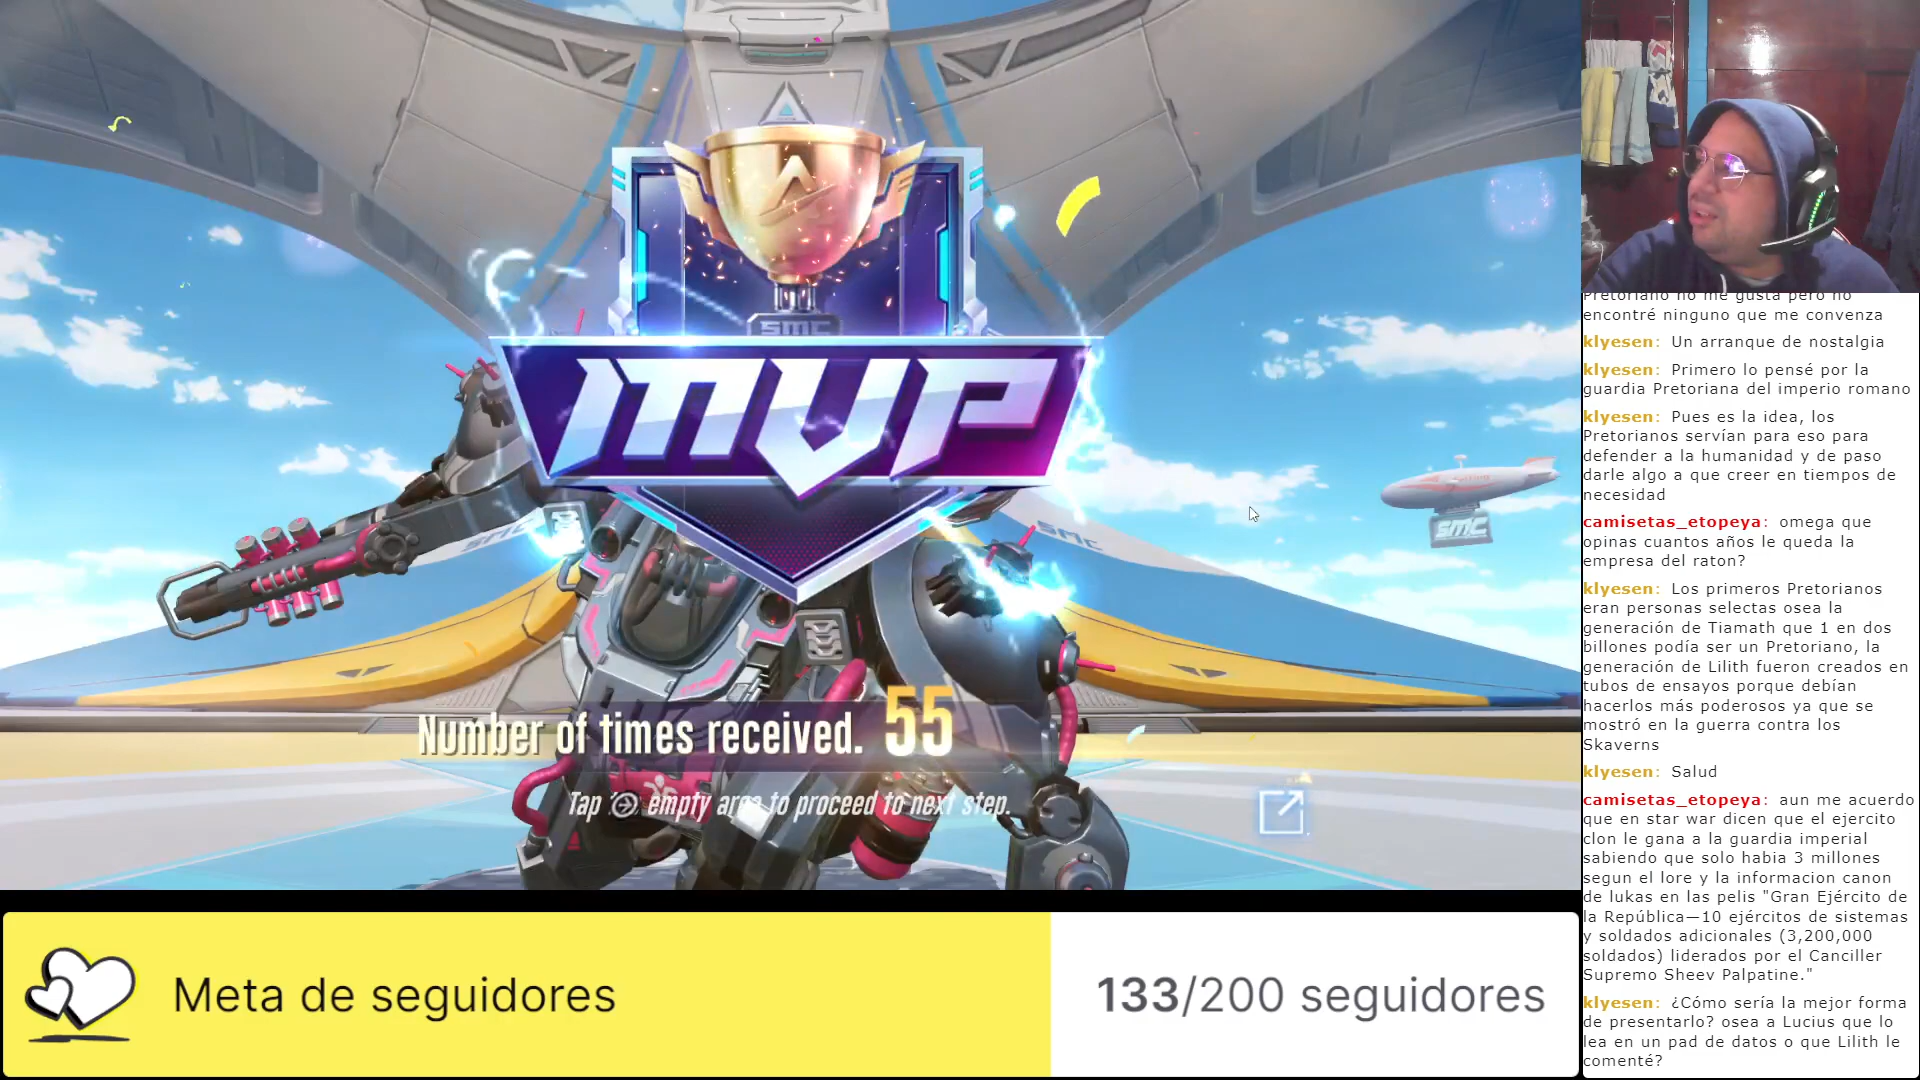 SMC
MVP
SMC
SMC
SMC
Number of times received. 55
Tap empty area to proceed to next step.
Meta de seguidores
133/200 seguidores
Pretoriano no me gusta pero no
encontré ninguno que me convenza
klyesen: Un arranque de nostalgia
klyesen: Primero lo pensé por la
guardia Pretoriana del imperio romano
klyesen: Pues es la idea, los
Pretorianos servían para eso para
defender a la humanidad y de paso
darle algo a que creer en tiempos de
necesidad
camisetas_etopeya: omega que
opinas cuantos años le queda la
empresa del raton?
klyesen: Los primeros Pretorianos
eran personas selectas osea la
generación de Tiamath que 1 en dos
billones podía ser un Pretoriano, la
generación de Lilith fueron creados en
tubos de ensayos porque debían
hacerlos más poderosos ya que se
mostró en la guerra contra los
Skaverns
klyesen: Salud
camisetas_etopeya: aun me acuerdo
que en star war dicen que el ejercito
clon le gana a la guardia imperial
sabiendo que solo habia 3 millones
segun el lore y la informacion canon
de lukas en las pelis "Gran Ejército de
la República—10 ejércitos de sistemas
y soldados adicionales (3,200,000
soldados) liderados por el Canciller
Supremo Sheev Palpatine."
klyesen: ¿Cómo sería la mejor forma
de presentarlo? osea a Lucius que lo
lea en un pad de datos o que Lilith le
comenté?